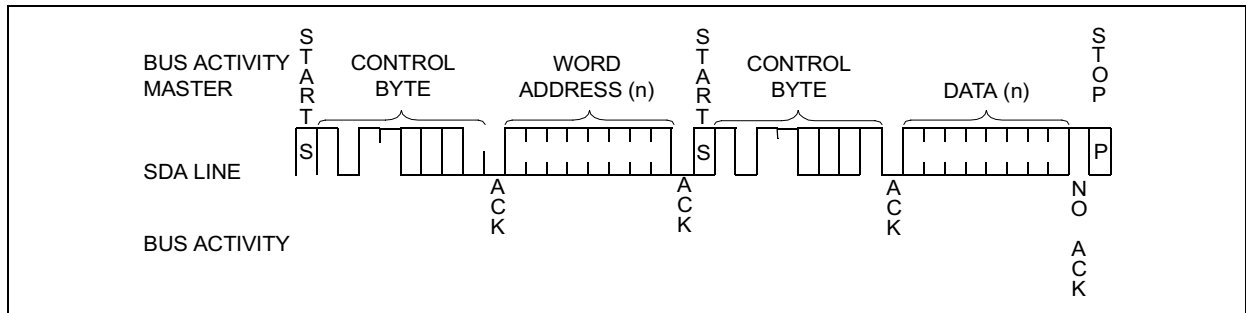 BUS ACTIVITY
MASTER
START
CONTROL
BYTE
WORD
ADDRESS (n)
START
CONTROL
BYTE
DATA (n)
STOP
SDA LINE
S
S
P
ACK
ACK
ACK
NO ACK
BUS ACTIVITY